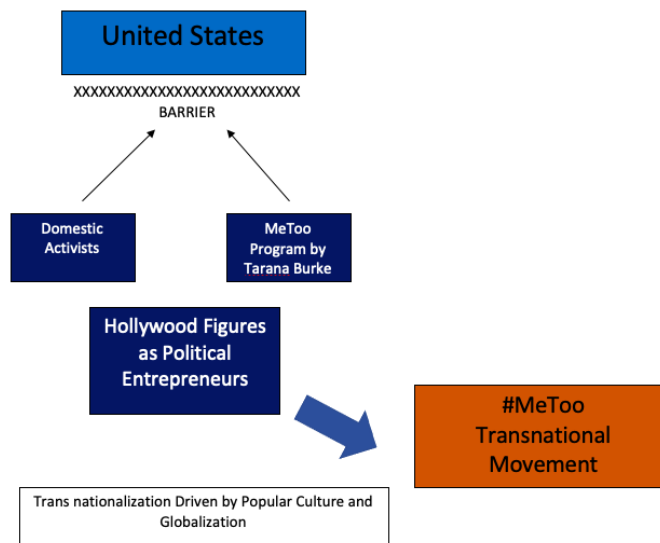 United States
XXXXXXXXXXXXXXXXXXXXXXXXXXX
BARRIER
Domestic
Activists
MeToo
Program by
Tarana Burke
Hollywood Figures
as Political
Entrepreneurs
#MeToo
Transnational
Movement
Trans nationalization Driven by Popular Culture and
Globalization